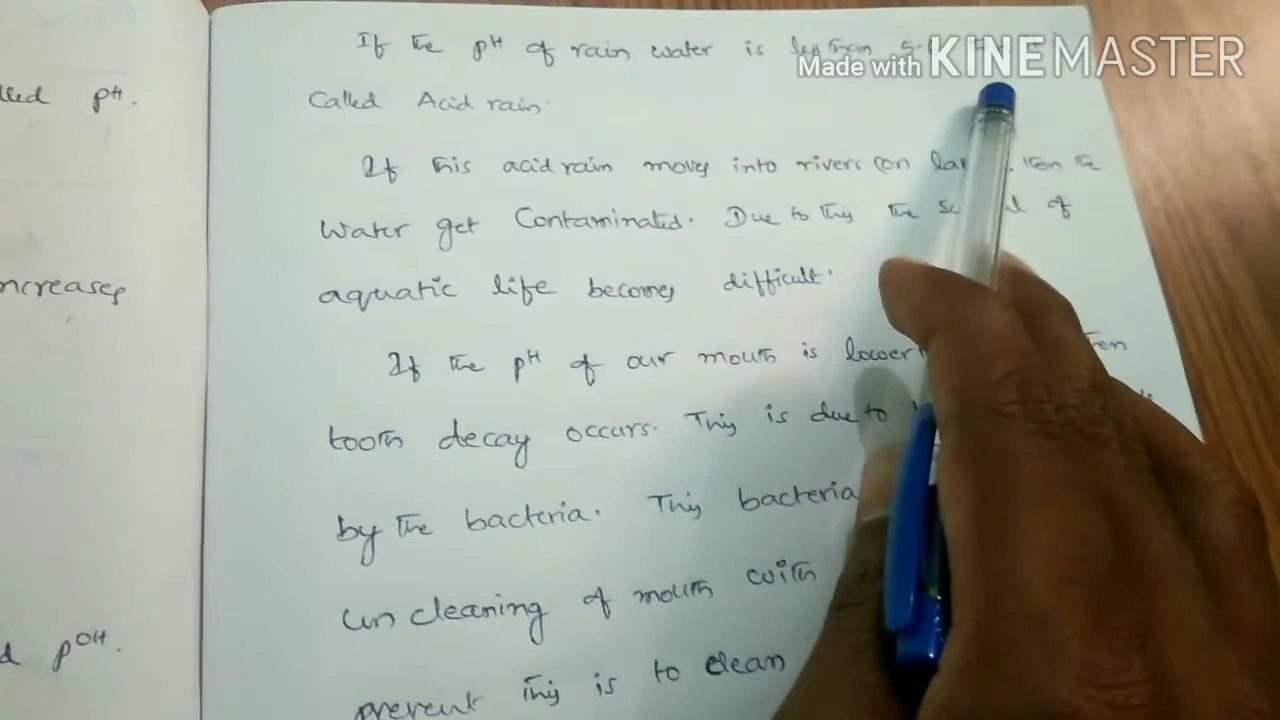 lled pH.
ncreases
d pOH.
If the pH of rain water is less than
Made with KINEMASTER
Called Acid rain.
If this acid rain moves into rivers (on the
Water get Contaminated. Due to this the of
aquatic life becomes difficult.
If the pH of our mouth is lower
tooth decay occurs. This is due to
by the bacteria. This bacteria
un cleaning of mouth with
prevent this is to clean